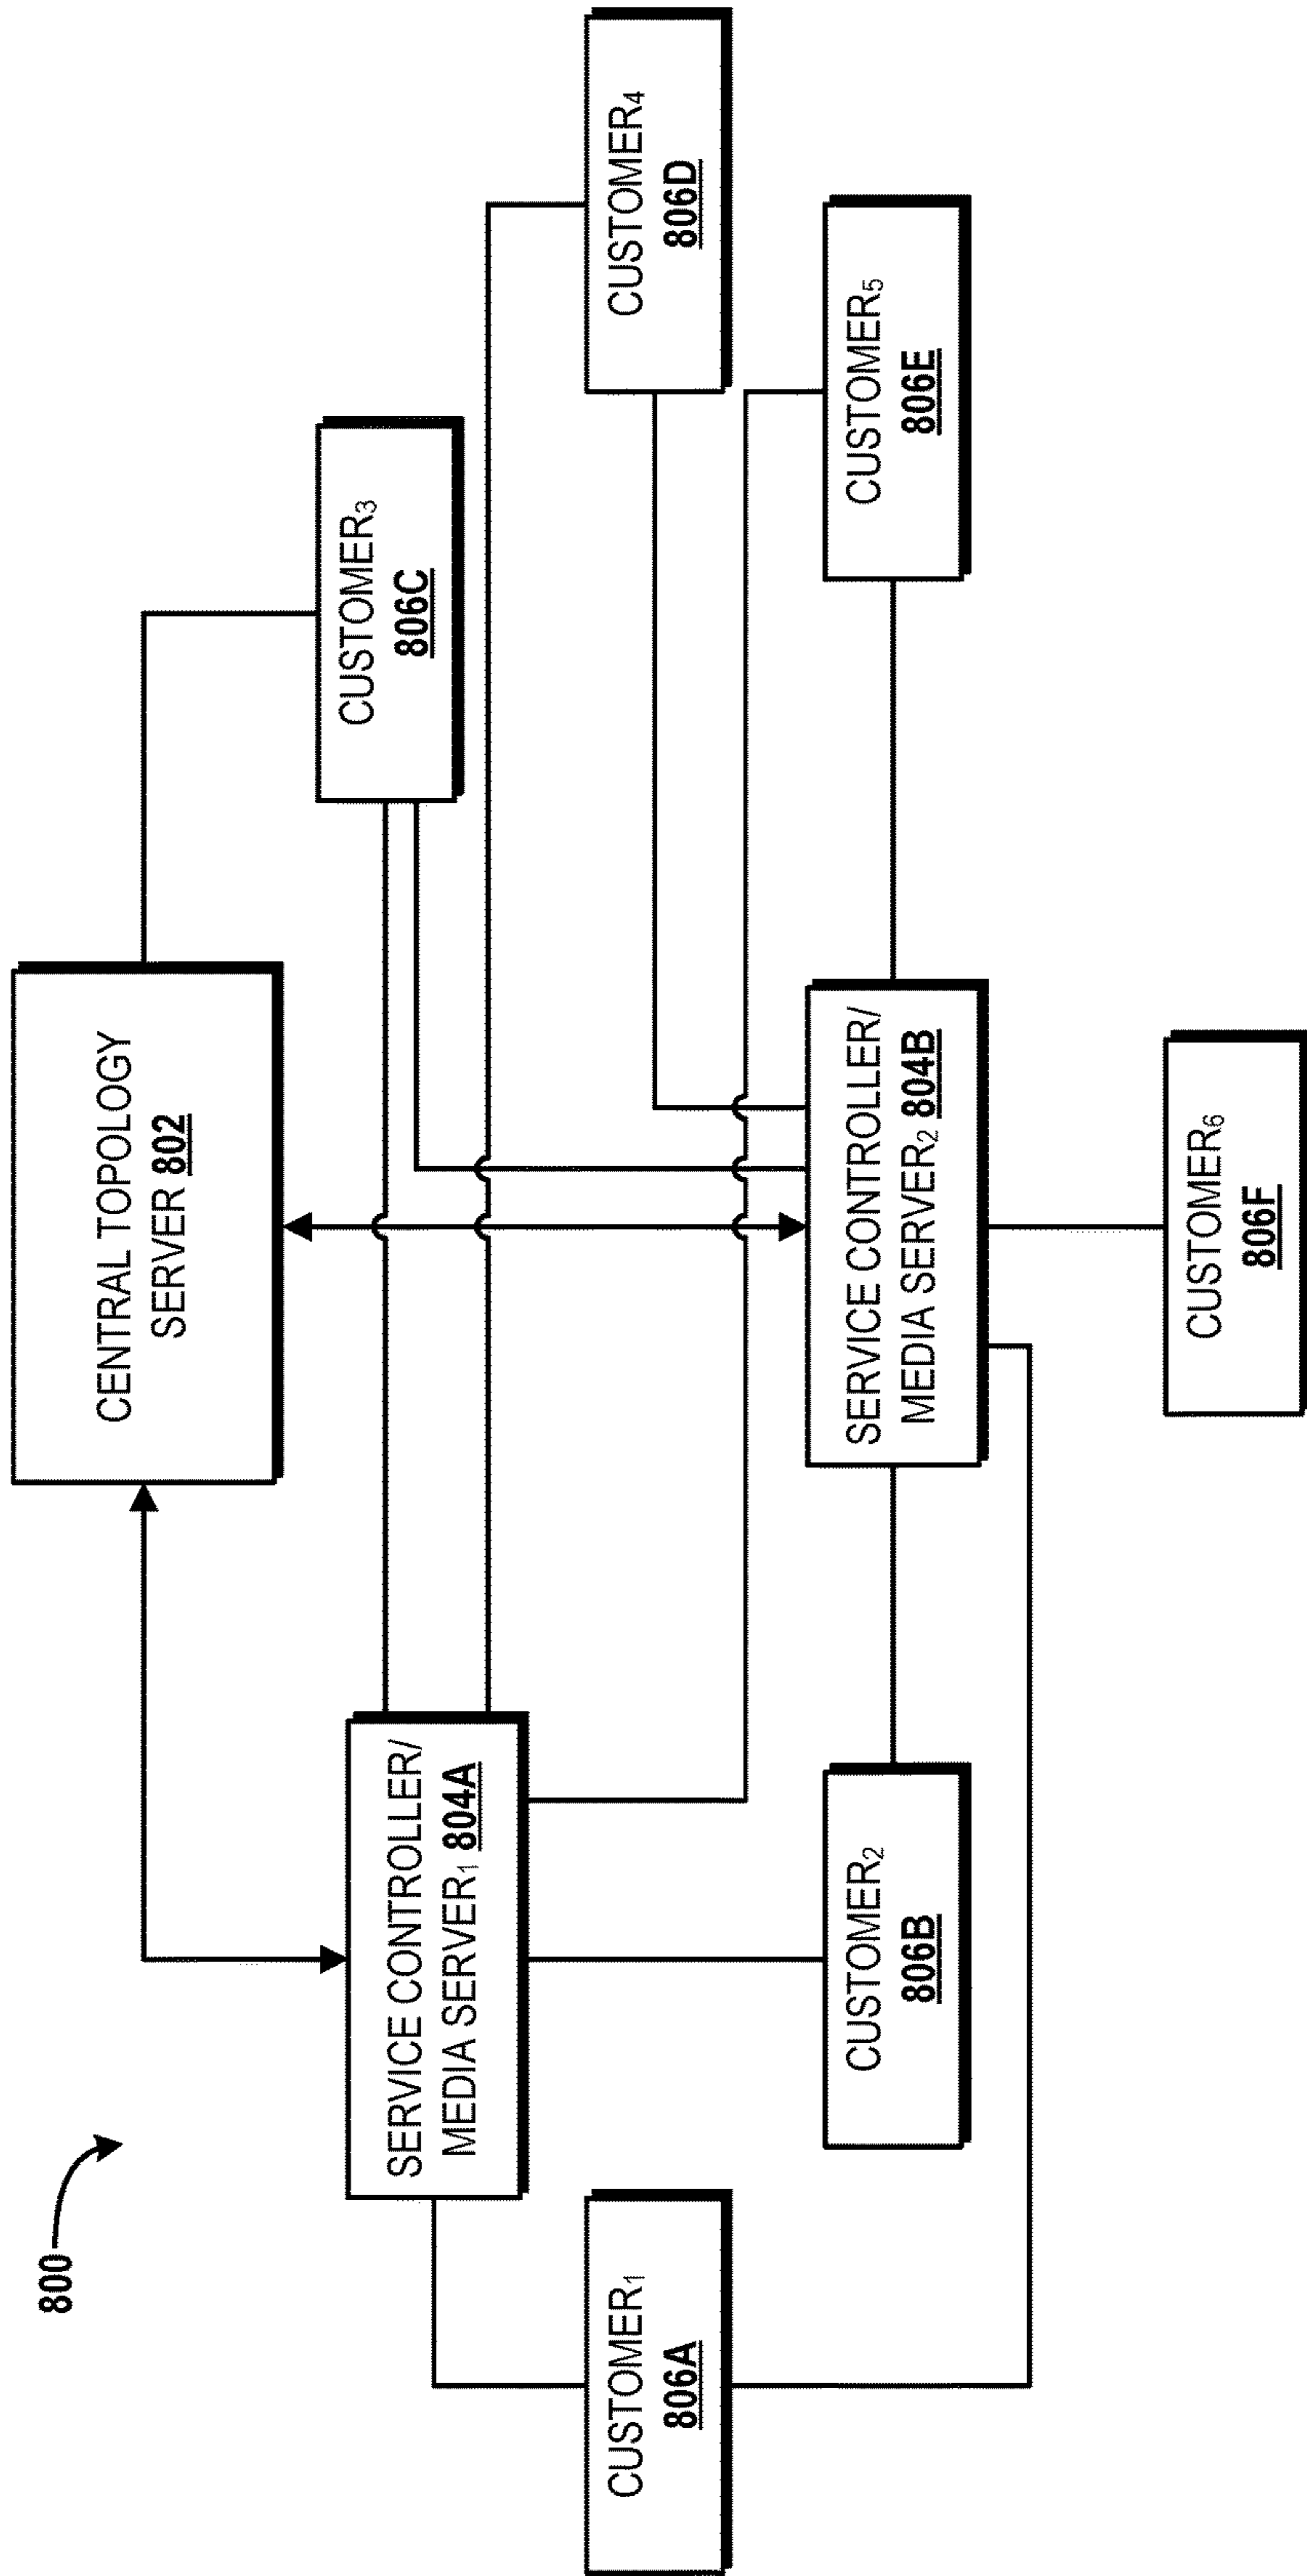 800
CENTRAL TOPOLOGY
SERVER 802
SERVICE CONTROLLER/
MEDIA SERVER₁ 804A
CUSTOMER₃
806C
CUSTOMER₁
806A
CUSTOMER₄
806D
CUSTOMER₂
806B
SERVICE CONTROLLER/
MEDIA SERVER₂ 804B
CUSTOMER₅
806E
CUSTOMER₆
806F